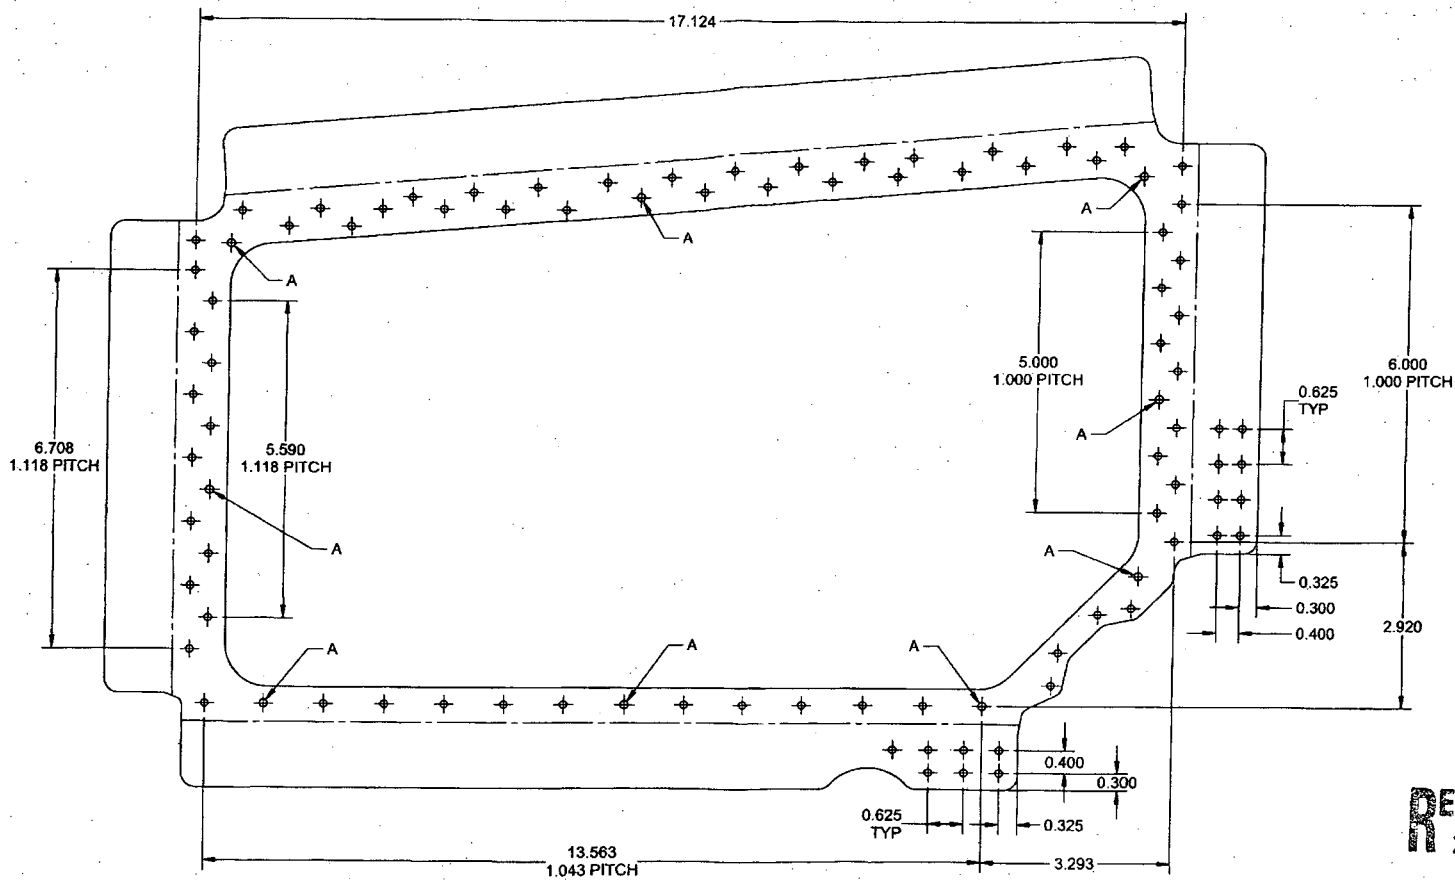 17.124
A
A
A
5.000
1.000 PITCH
6.000
1.000 PITCH
0.625
TYP
A
6.708
1.118 PITCH
5.590
1.118 PITCH
A
A
0.325
0.300
0.400
2.920
A
A
A
0.400
0.300
0.625
TYP
0.325
13.563
1.043 PITCH
3.293
RE